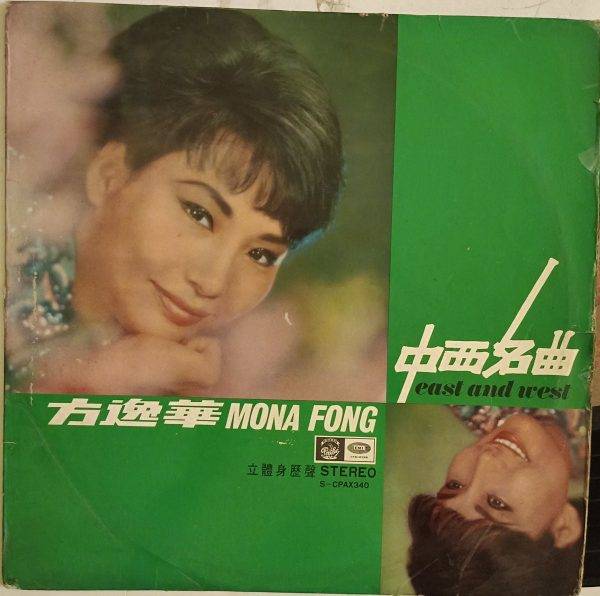 中西名曲
east and west
方逸華 MONA FONG
EMI
立體身歷聲 STEREO
S-CPAX340